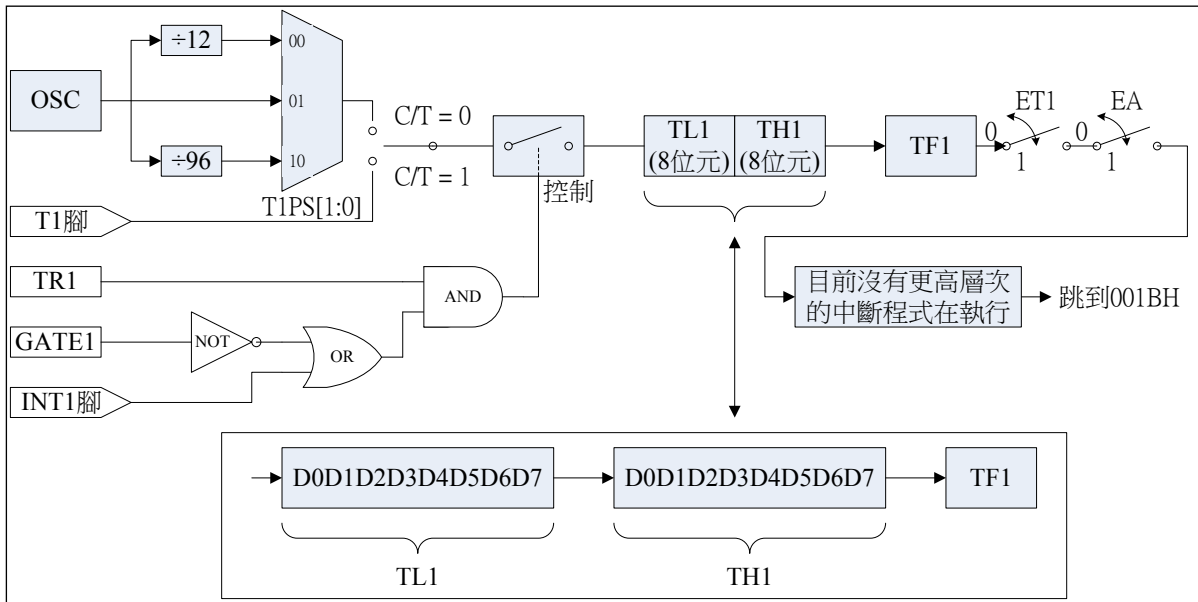 ÷12
00
OSC
01
÷96
10
T1PS[1:0]
C/T = 0
C/T = 1
控制
TL1
(8位元)
TH1
(8位元)
TF1
ET1
0
1
EA
0
1
T1腳
TR1
AND
GATE1
NOT
OR
INT1腳
目前沒有更高層次
的中斷程式在執行
跳到001BH
D0D1D2D3D4D5D6D7
D0D1D2D3D4D5D6D7
TF1
TL1
TH1